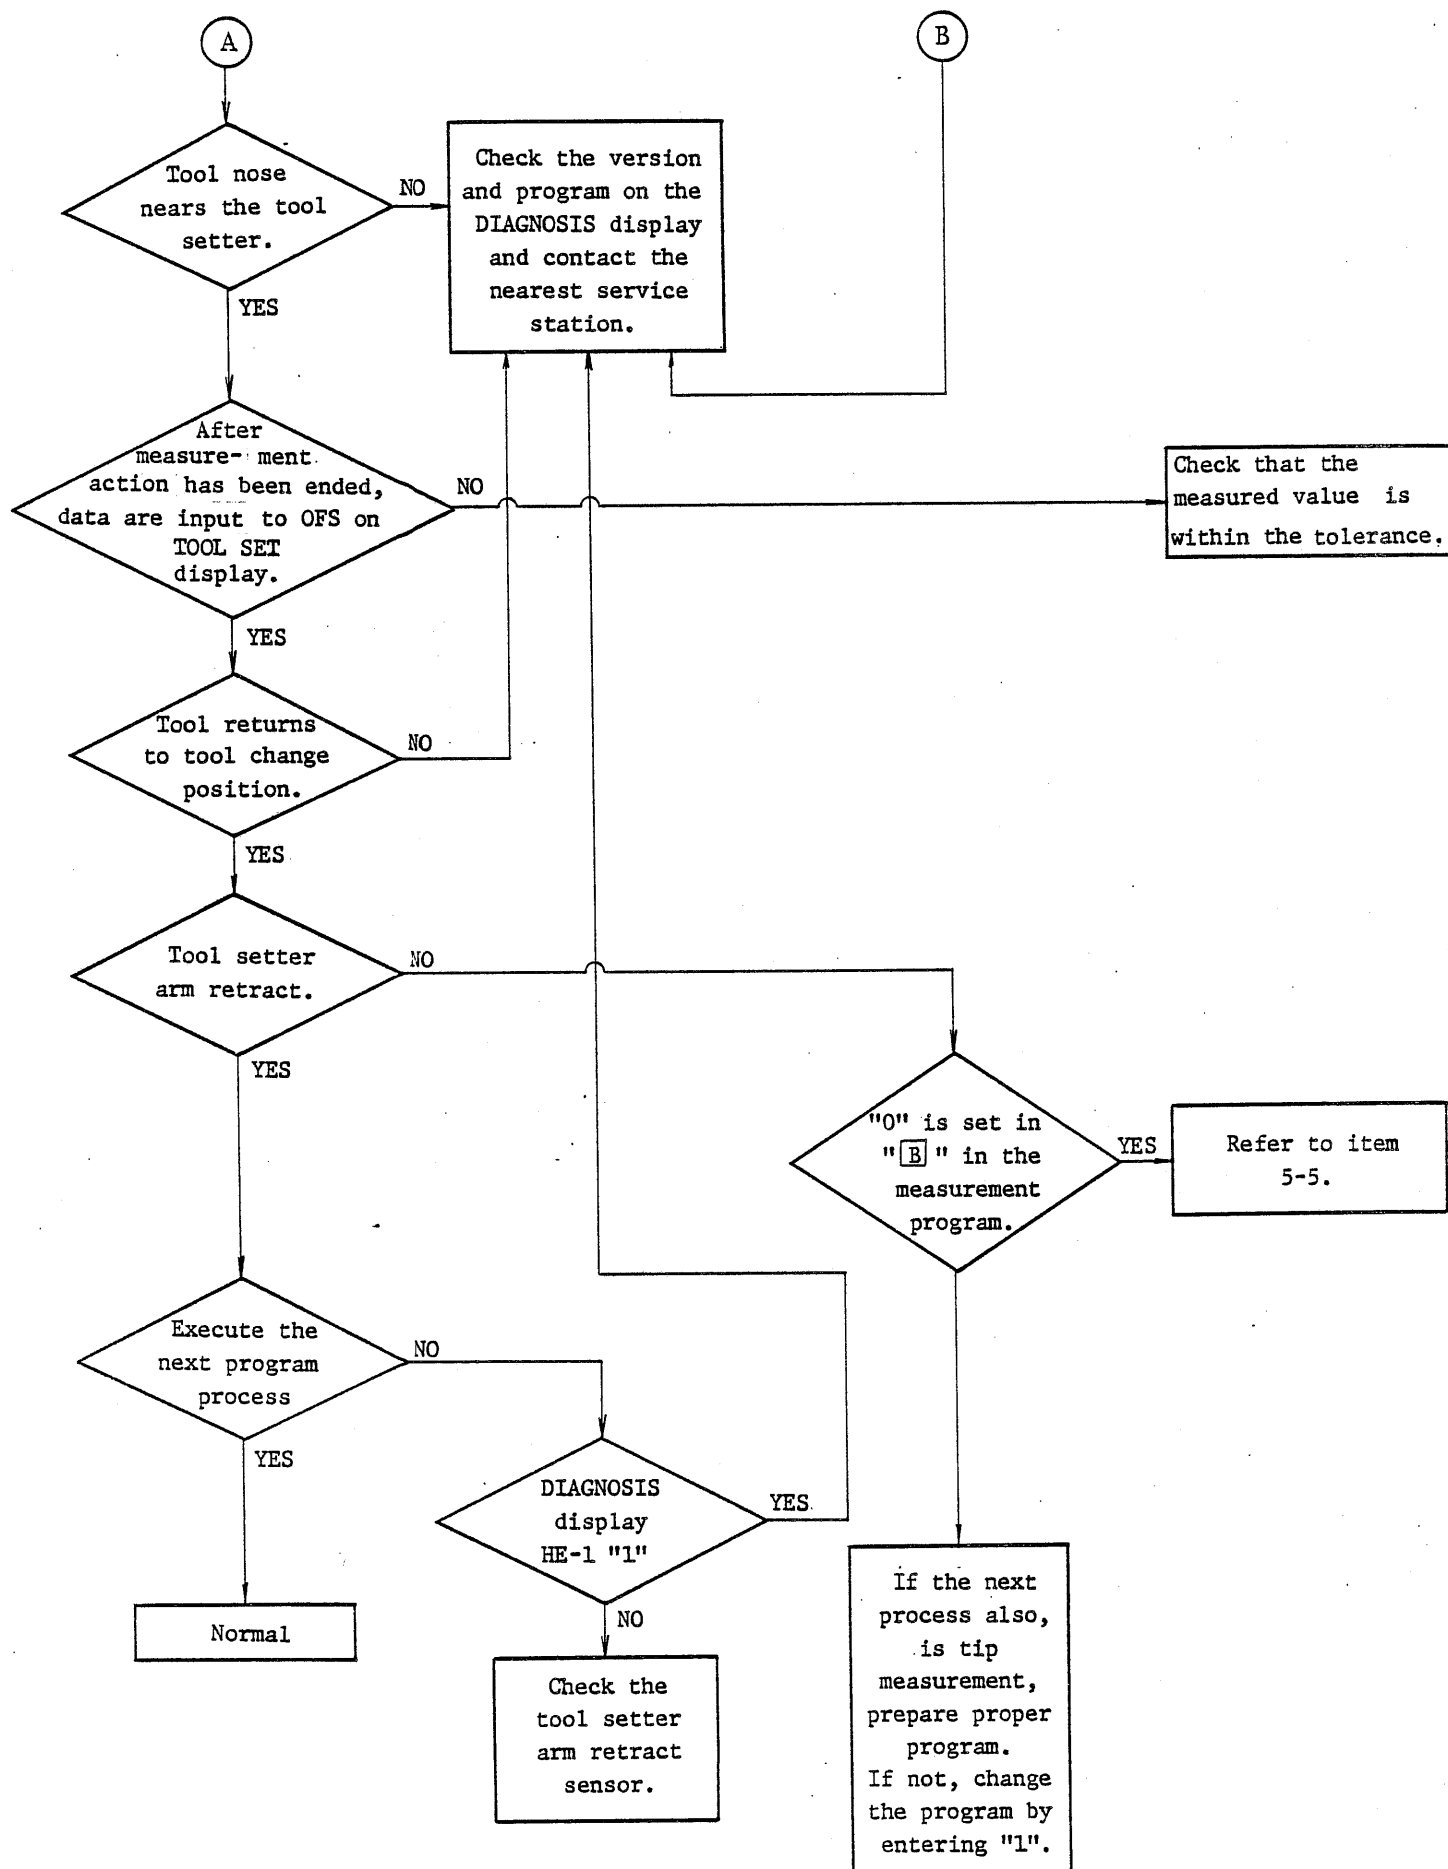 A
B
Tool nose
nears the tool
setter.
NO
YES
Check the version
and program on the
DIAGNOSIS display
and contact the
nearest service
station.
After
measure- ment
action has been ended,
data are input to OFS on
TOOL SET
display.
NO
YES
Check that the
measured value is
within the tolerance.
Tool returns
to tool change
position.
NO
YES
Tool setter
arm retract.
NO
YES
"0" is set in
" B " in the
measurement
program.
YES
Refer to item
5-5.
Execute the
next program
process
NO
YES
DIAGNOSIS
display
HE-1 "1"
YES
NO
Normal
Check the
tool setter
arm retract
sensor.
If the next
process also,
is tip
measurement,
prepare proper
program.
If not, change
the program by
entering "1".